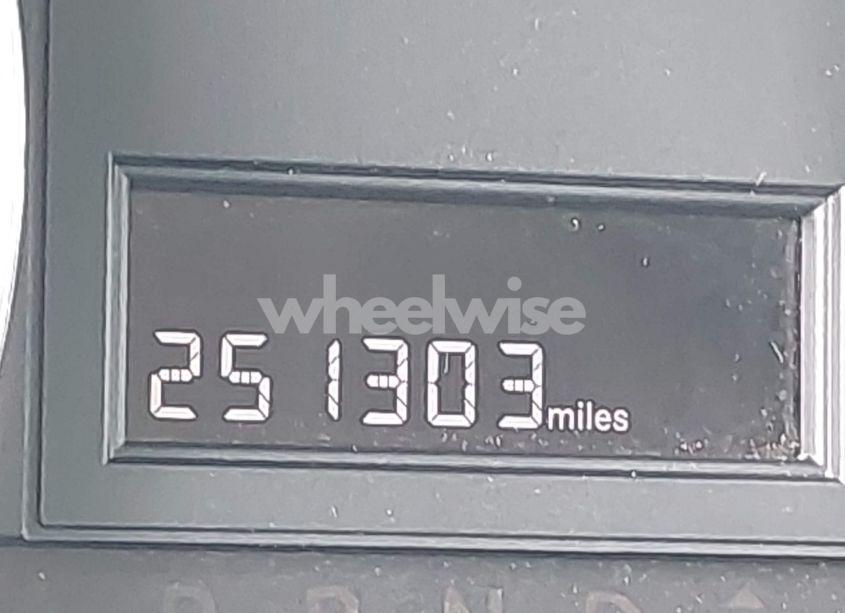 wheelwise
251303 miles
P R N D